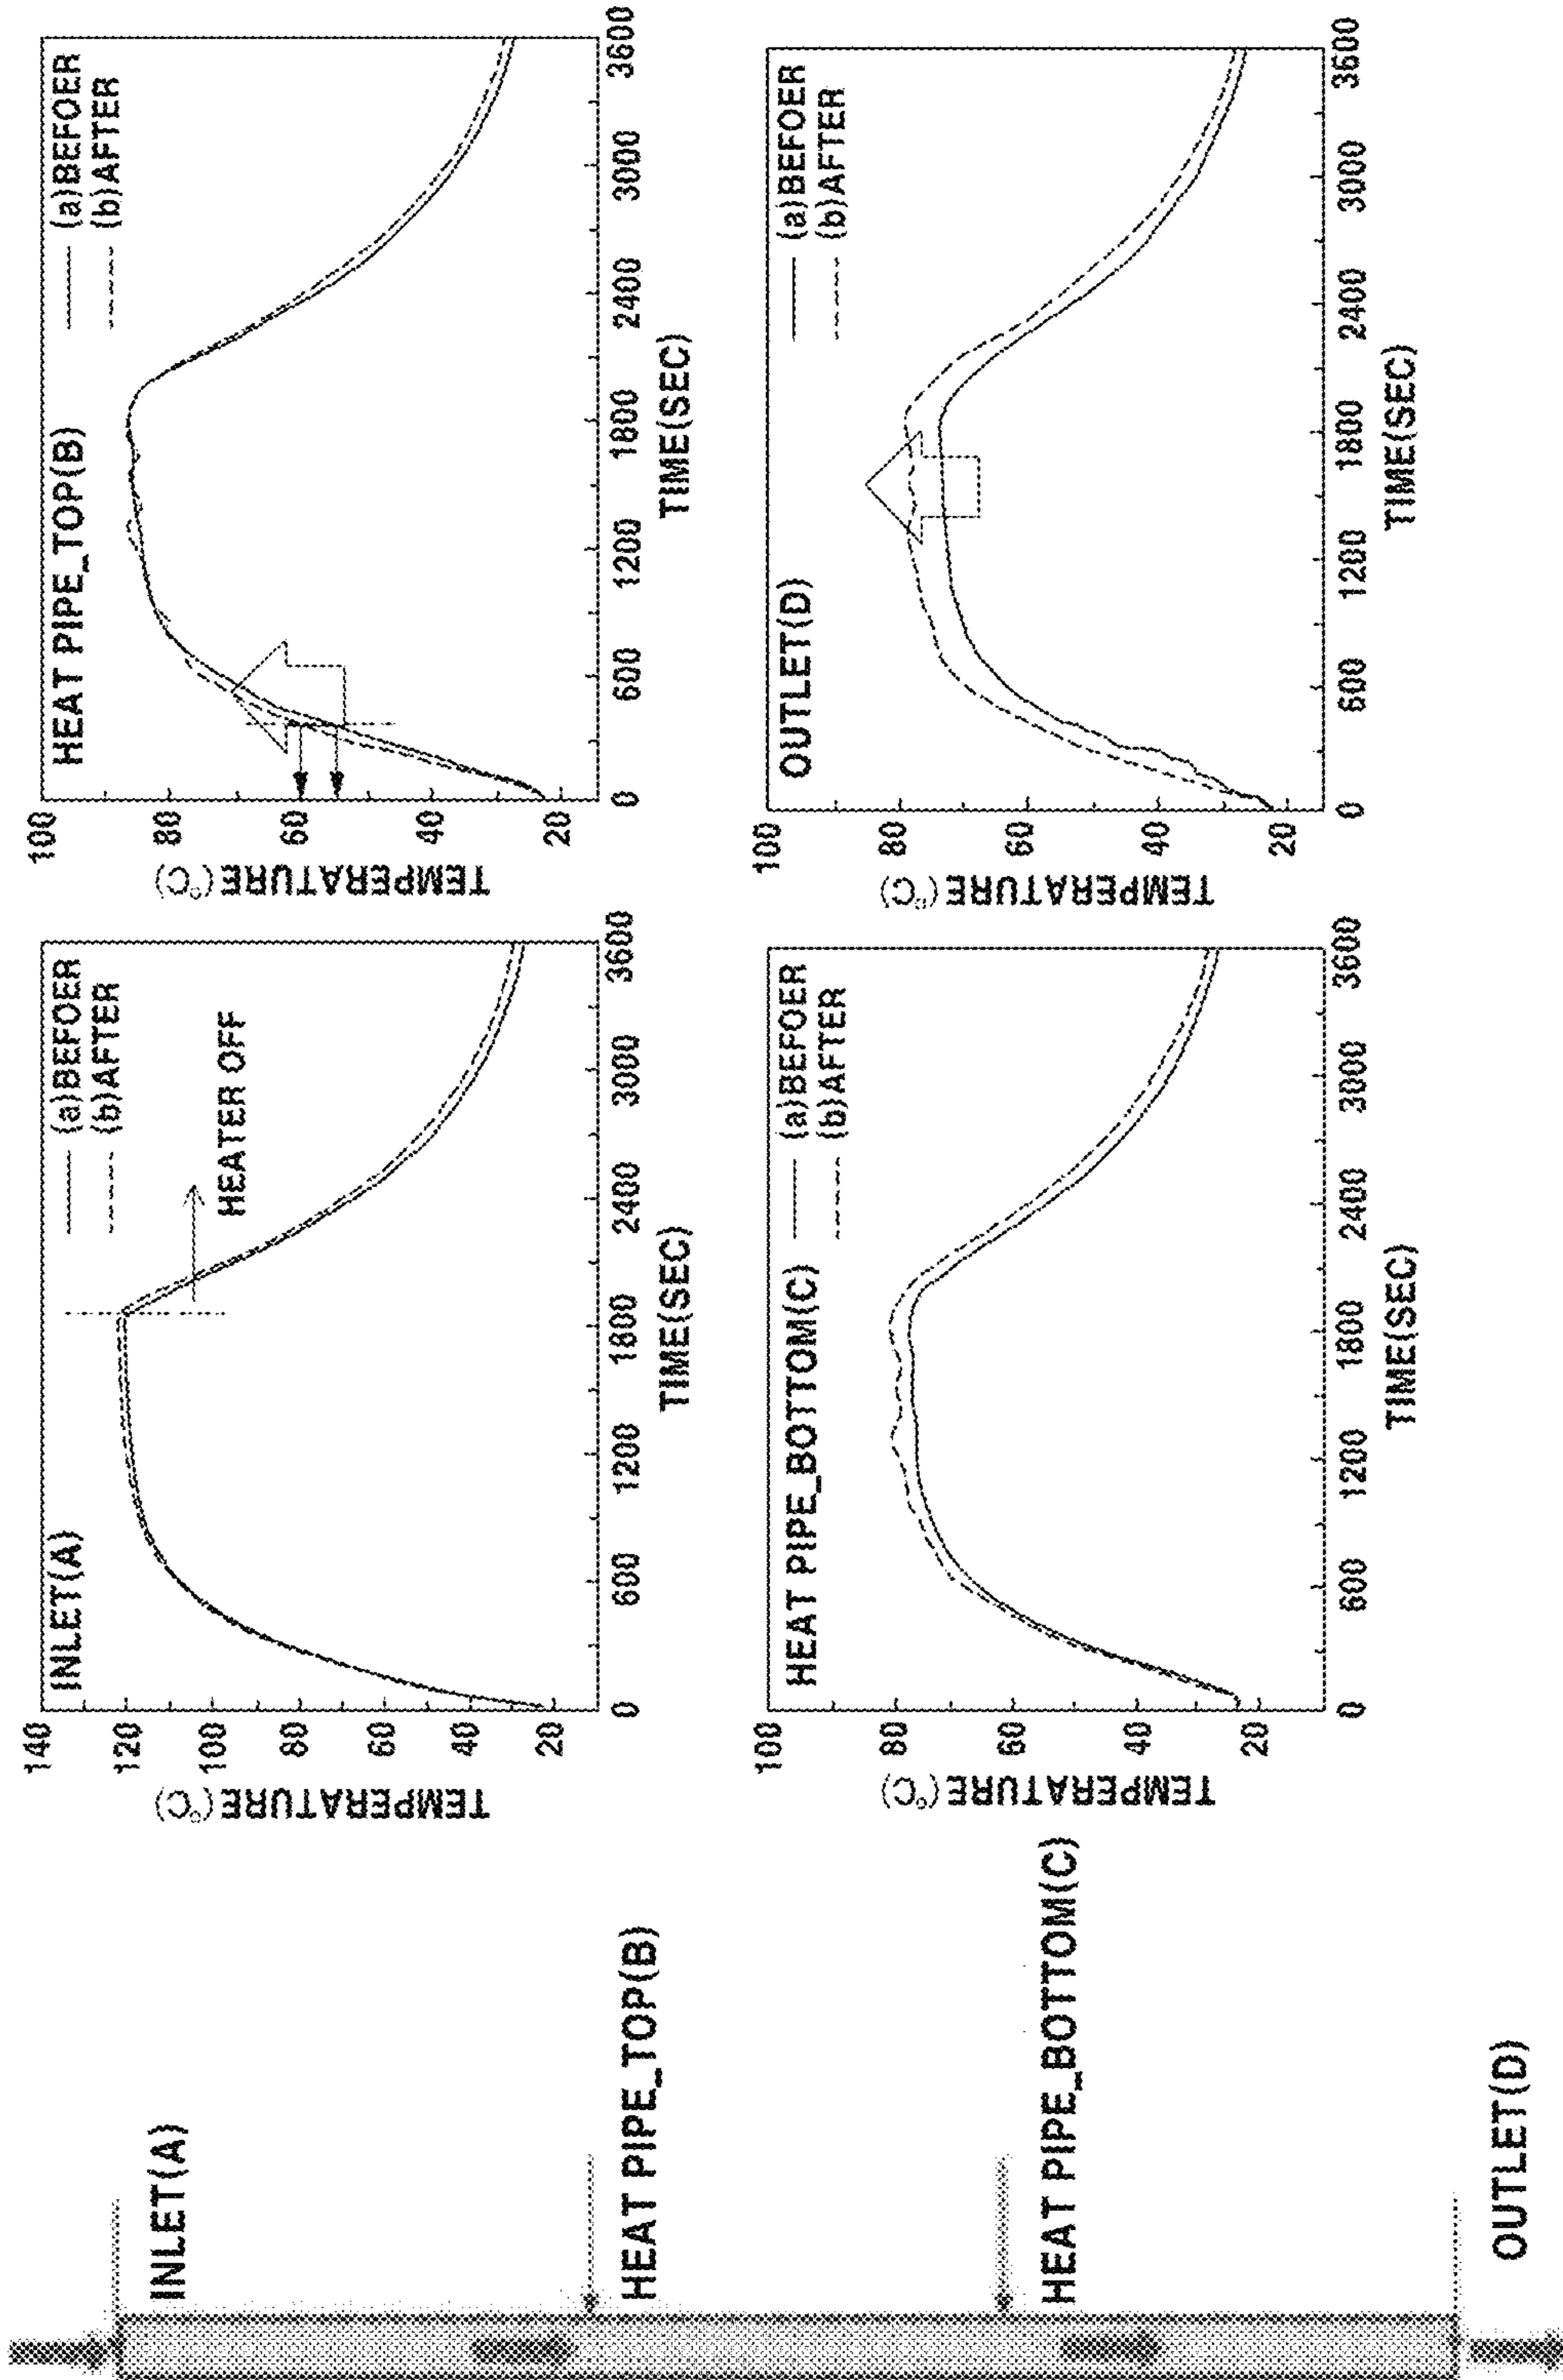 INLET(A)
HEAT PIPE_TOP(B)
HEAT PIPE_BOTTOM(C)
OUTLET(D)
INLET(A)
(a)BEFOER
(b)AFTER
HEATER OFF
TEMPERATURE(°C)
140
120
100
80
60
40
20
0 600 1200 1800 2400 3000 3600
TIME(SEC)
HEAT PIPE_TOP(B)
(a)BEFOER
(b)AFTER
TEMPERATURE(°C)
100
80
60
40
20
0 600 1200 1800 2400 3000 3600
TIME(SEC)
HEAT PIPE_BOTTOM(C)
(a)BEFOER
(b)AFTER
TEMPERATURE(°C)
100
80
60
40
20
0 600 1200 1800 2400 3000 3600
TIME(SEC)
OUTLET(D)
(a)BEFOER
(b)AFTER
TEMPERATURE(°C)
100
80
60
40
20
0 600 1200 1800 2400 3000 3600
TIME(SEC)